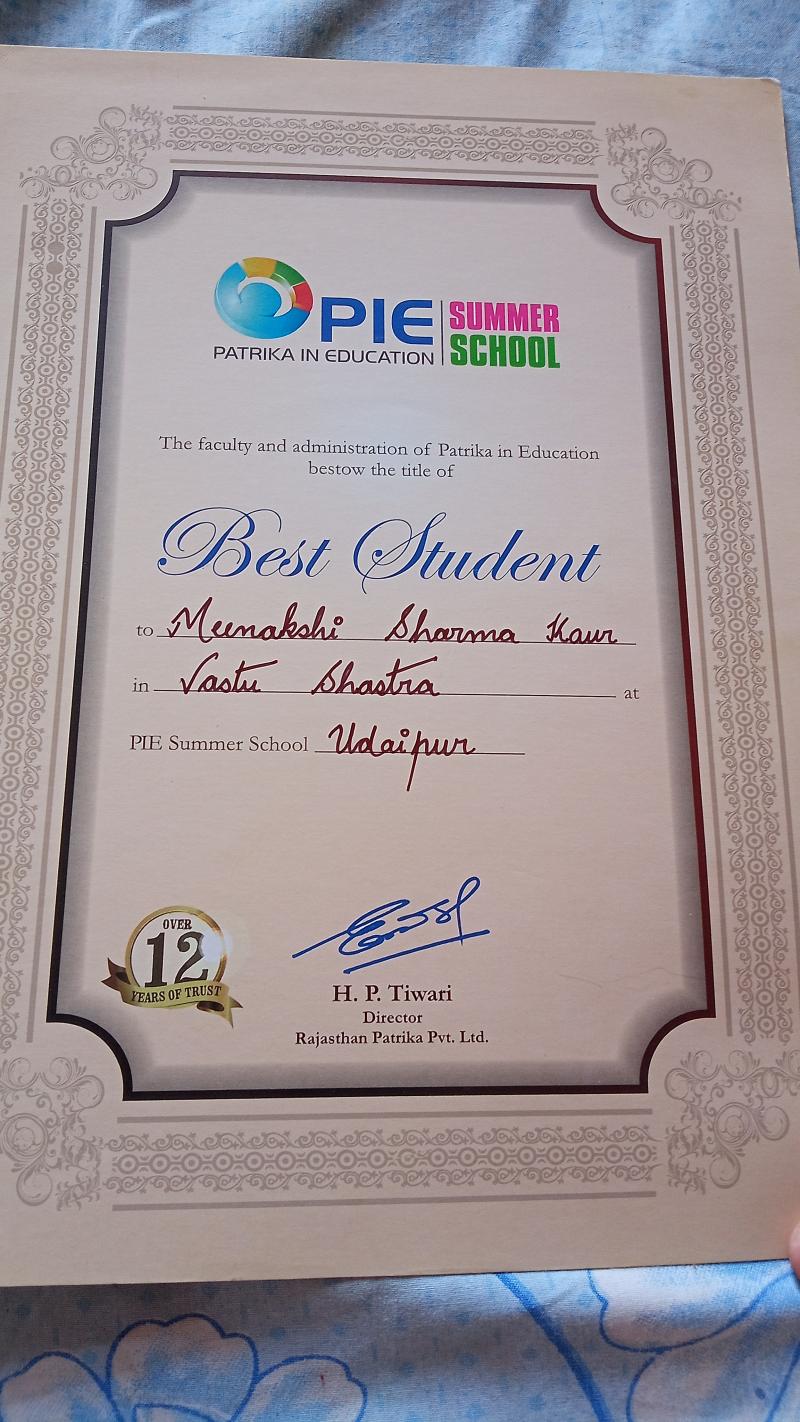 PIE SUMMER SCHOOL
PATRIKA IN EDUCATION
The faculty and administration of Patrika in Education
bestow the title of
Best Student
to Meenakshi Sharma Kaur
in Vastu Shastra at
PIE Summer School Udaipur
OVER
12
YEARS OF TRUST
H. P. Tiwari
Director
Rajasthan Patrika Pvt. Ltd.